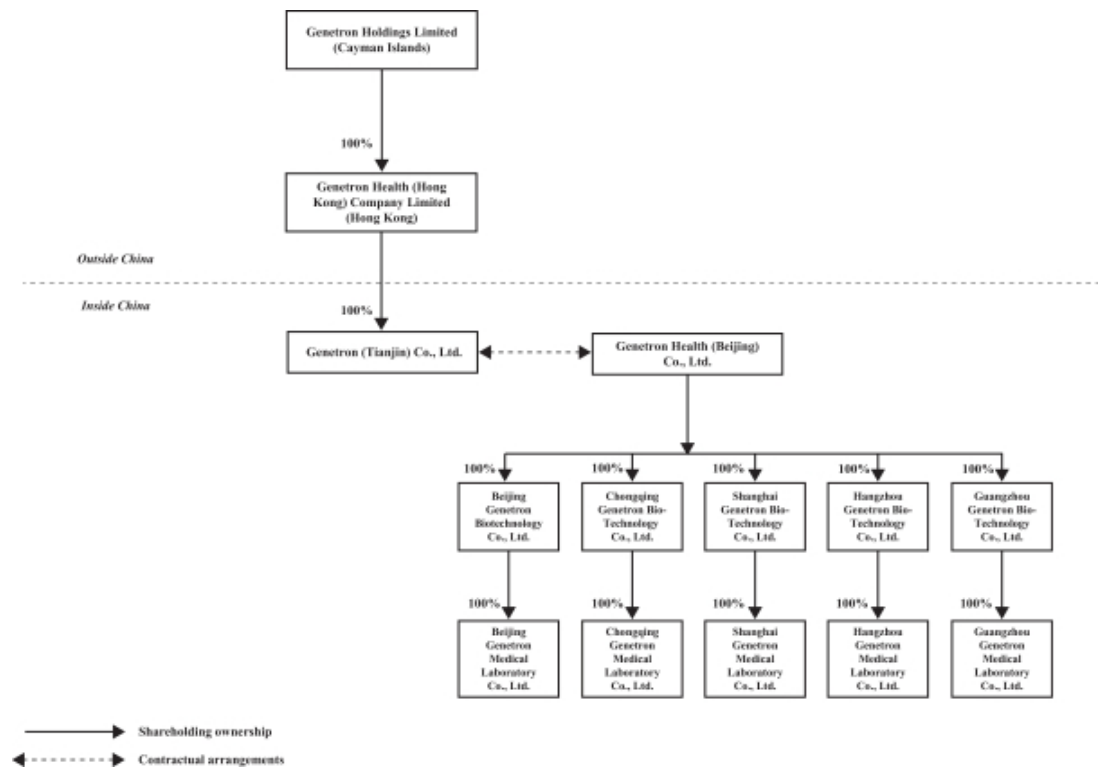 Genetron Holdings Limited
(Cayman Islands)
100%
Genetron Health (Hong
Kong) Company Limited
(Hong Kong)
Outside China
Inside China
100%
Genetron (Tianjin) Co., Ltd.
Genetron Health (Beijing)
Co., Ltd.
100%
100%
100%
100%
100%
Beijing
Genetron
Biotechnology
Co., Ltd.
Chongqing
Genetron Bio-
Technology
Co., Ltd.
Shanghai
Genetron Bio-
Technology
Co., Ltd.
Hangzhou
Genetron Bio-
Technology
Co., Ltd.
Guangzhou
Genetron Bio-
Technology
Co., Ltd.
100%
100%
100%
100%
100%
Beijing
Genetron
Medical
Laboratory
Co., Ltd.
Chongqing
Genetron
Medical
Laboratory
Co., Ltd.
Shanghai
Genetron
Medical
Laboratory
Co., Ltd.
Hangzhou
Genetron
Medical
Laboratory
Co., Ltd.
Guangzhou
Genetron
Medical
Laboratory
Co., Ltd.
Shareholding ownership
Contractual arrangements